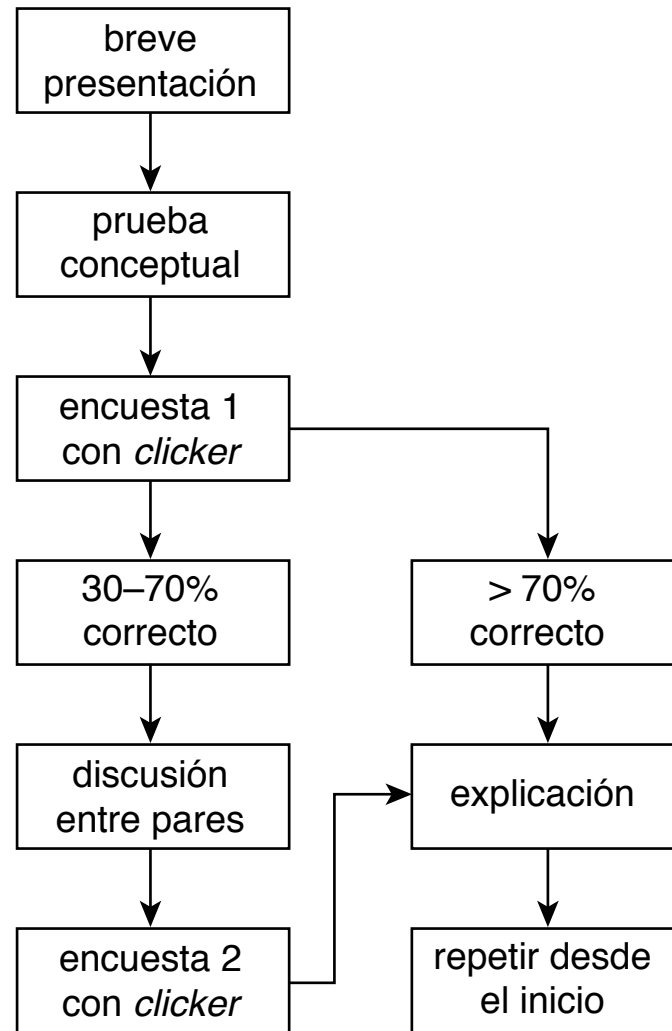 breve
presentación
prueba
conceptual
encuesta 1
con clicker
30–70%
correcto
> 70%
correcto
discusión
entre pares
explicación
encuesta 2
con clicker
repetir desde
el inicio